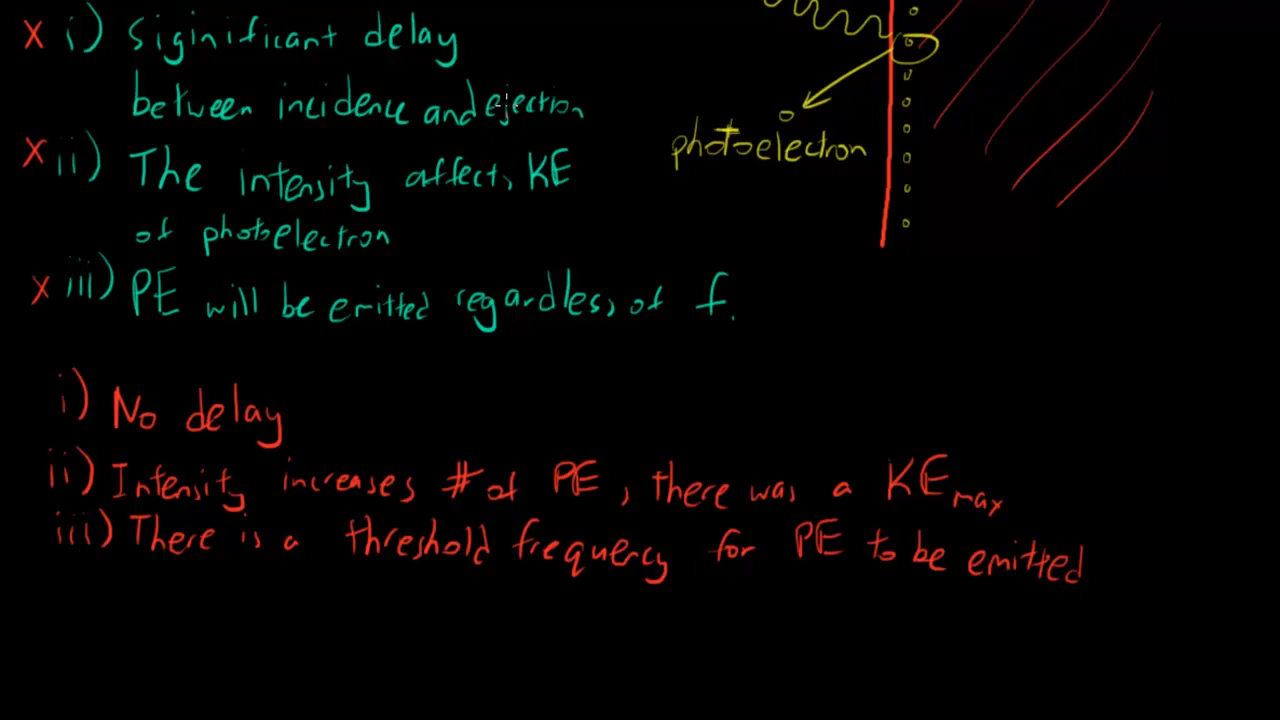 x i) Siginificant delay
between incidence and ejection
x ii) The intensity affects KE
of photoelectron
x iii) PE will be emitted regardless of f.
photoelectron
i) No delay
ii) Intensity increases # of PE, there was a KEmax
iii) There is a threshold frequency for PE to be emitted